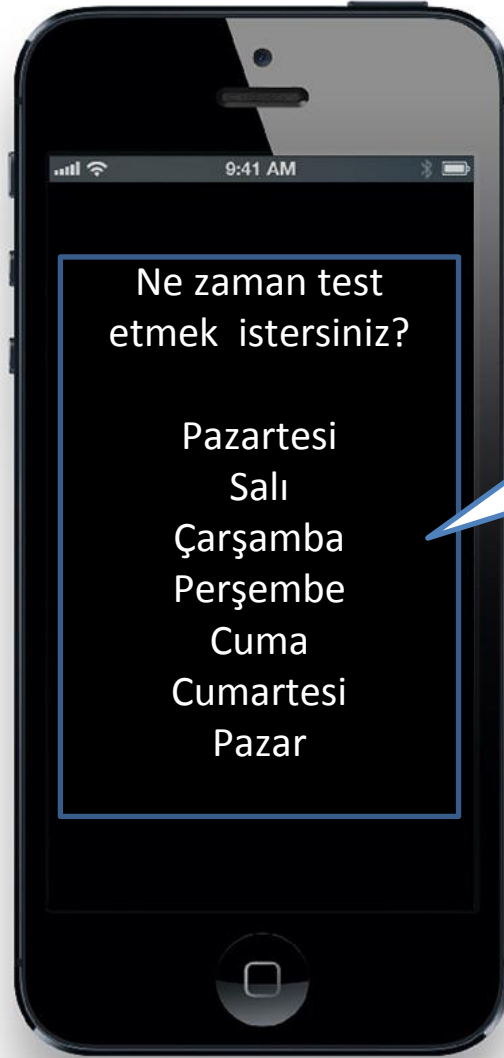 9:41 AM
Ne zaman test
etmek istersiniz?
Pazartesi
Salı
Çarşamba
Perşembe
Cuma
Cumartesi
Pazar